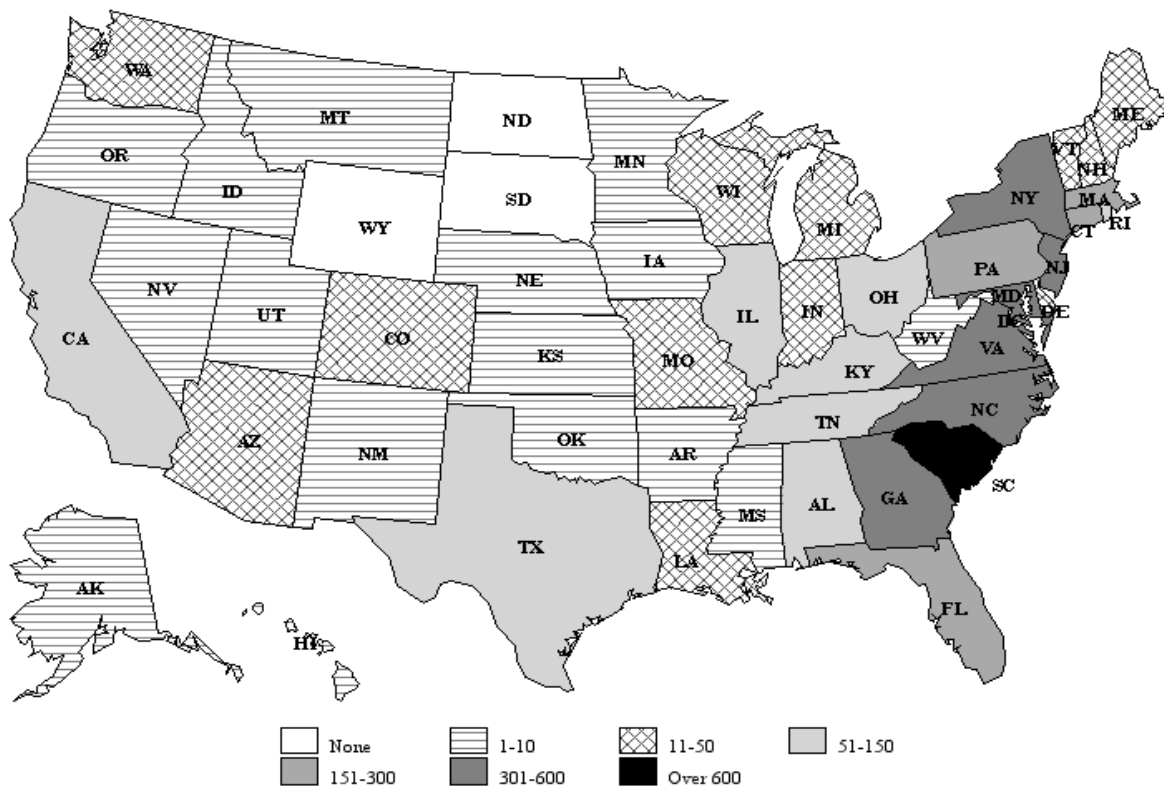 WA
MT
ND
ME
OR
MN
VT
NH
ID
SD
WI
NY
MA
WY
MI
CT
RI
IA
PA
NE
NV
NJ
OH
MD
DE
UT
IL
IN
DC
CA
CO
WV
VA
KS
MO
KY
NC
TN
AZ
OK
NM
AR
SC
MS
AL
GA
TX
LA
AK
FL
HI
None
1-10
11-50
51-150
151-300
301-600
Over 600